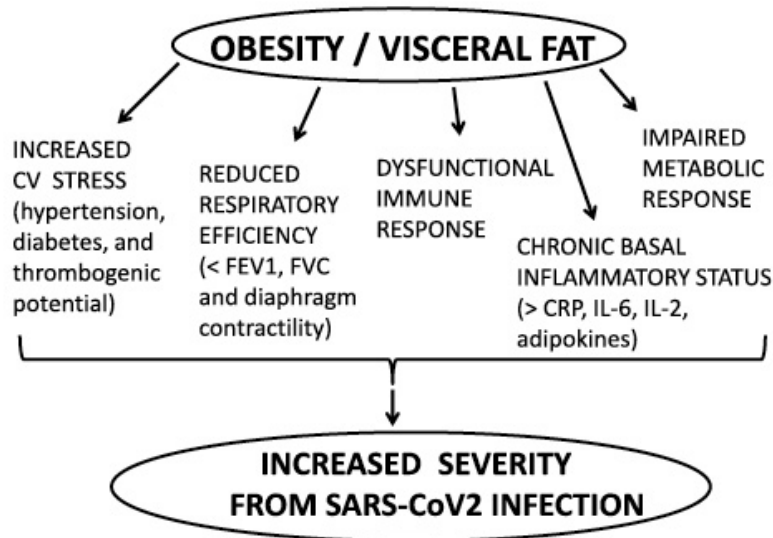 OBESITY / VISCERAL FAT
INCREASED
CV STRESS
(hypertension,
diabetes, and
thrombogenic
potential)
REDUCED
RESPIRATORY
EFFICIENCY
(< FEV1, FVC
and diaphragm
contractility)
DYSFUNCTIONAL
IMMUNE
RESPONSE
CHRONIC BASAL
INFLAMMATORY STATUS
(> CRP, IL-6, IL-2,
adipokines)
IMPAIRED
METABOLIC
RESPONSE
INCREASED SEVERITY
FROM SARS-CoV2 INFECTION